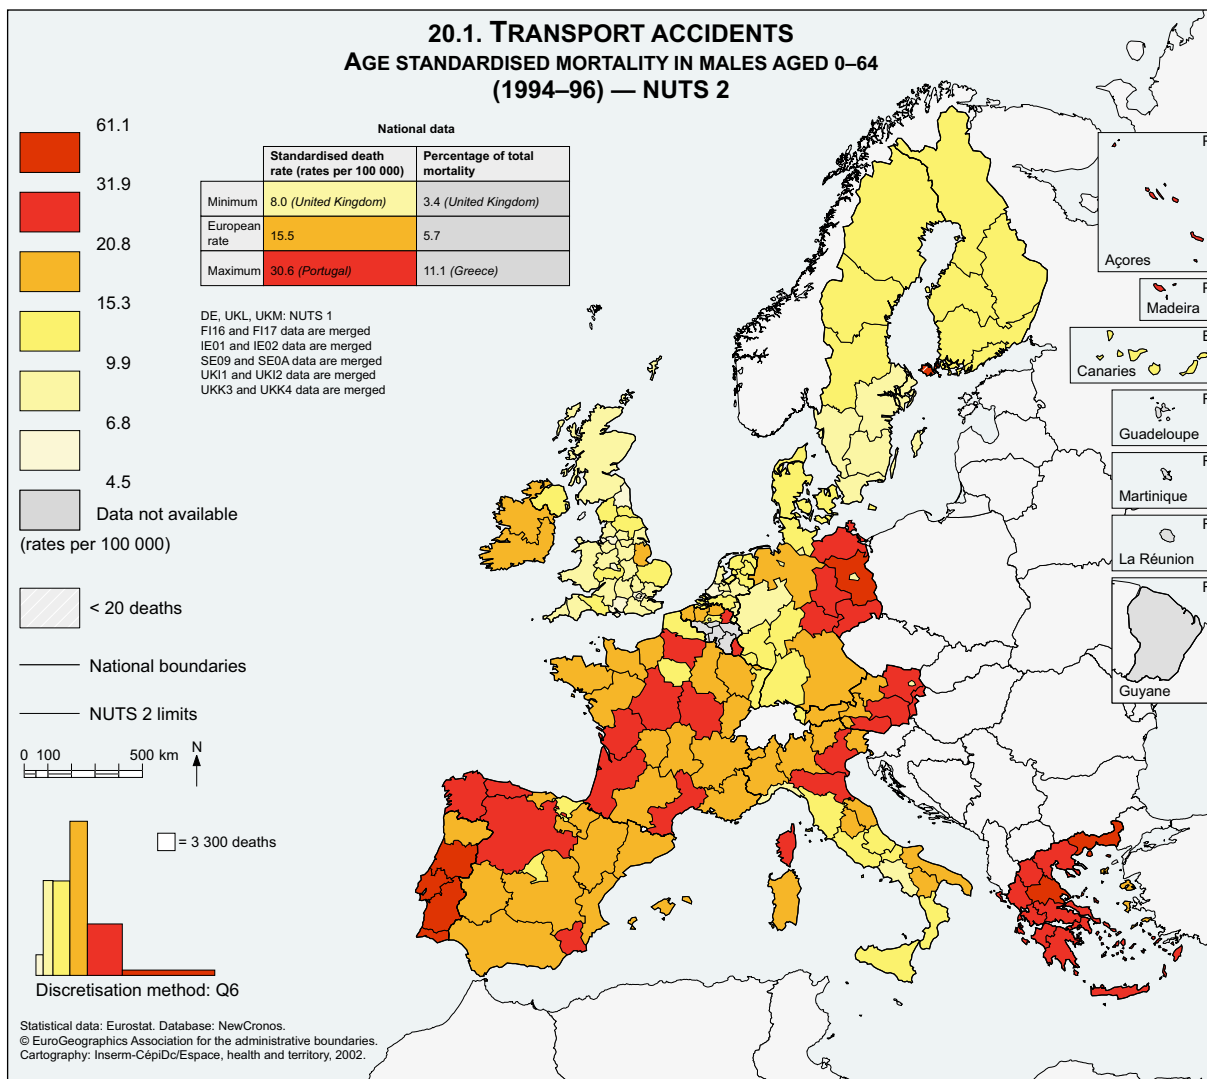 20.1. TRANSPORT ACCIDENTS
AGE STANDARDISED MORTALITY IN MALES AGED 0–64
(1994–96) — NUTS 2
61.1
31.9
20.8
15.3
9.9
6.8
4.5
Data not available
(rates per 100 000)
< 20 deaths
National boundaries
NUTS 2 limits
0 100 500 km
N
National data
Standardised death rate (rates per 100 000) Percentage of total mortality
Minimum 8.0 (United Kingdom) 3.4 (United Kingdom)
European rate 15.5 5.7
Maximum 30.6 (Portugal) 11.1 (Greece)
DE, UKL, UKM: NUTS 1
FI16 and FI17 data are merged
IE01 and IE02 data are merged
SE09 and SE0A data are merged
UKI1 and UKI2 data are merged
UKK3 and UKK4 data are merged
Açores
Madeira
Canaries
Guadeloupe
Martinique
La Réunion
Guyane
= 3 300 deaths
Discretisation method: Q6
Statistical data: Eurostat. Database: NewCronos.
© EuroGeographics Association for the administrative boundaries.
Cartography: Inserm-CépiDc/Espace, health and territory, 2002.